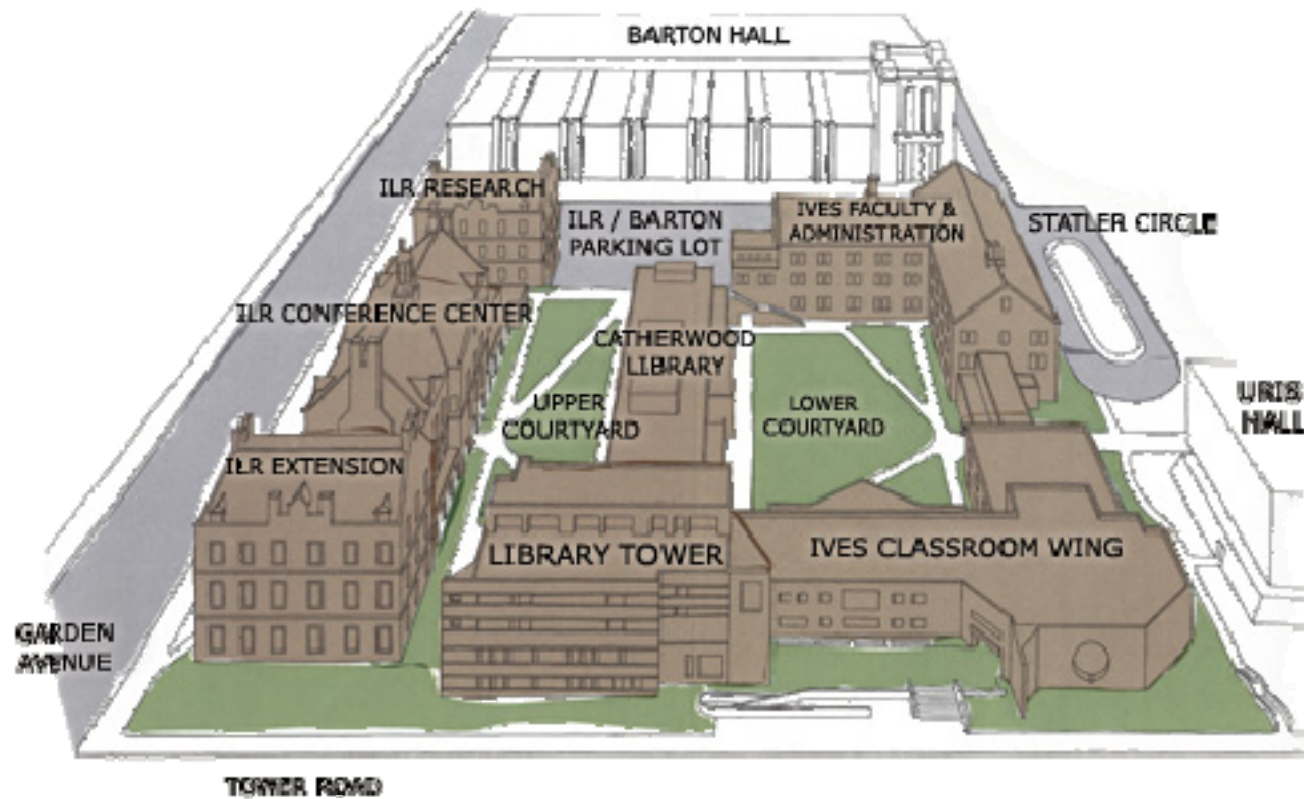 BARTON HALL
ILR RESEARCH
ILR / BARTON
PARKING LOT
IVES FACULTY &
ADMINISTRATION
STATLER CIRCLE
ILR CONFERENCE CENTER
CATHERWOOD
LIBRARY
UPPER
COURTYARD
LOWER
COURTYARD
URIS
HALL
ILR EXTENSION
LIBRARY TOWER
IVES CLASSROOM WING
GARDEN
AVENUE
TOWER ROAD